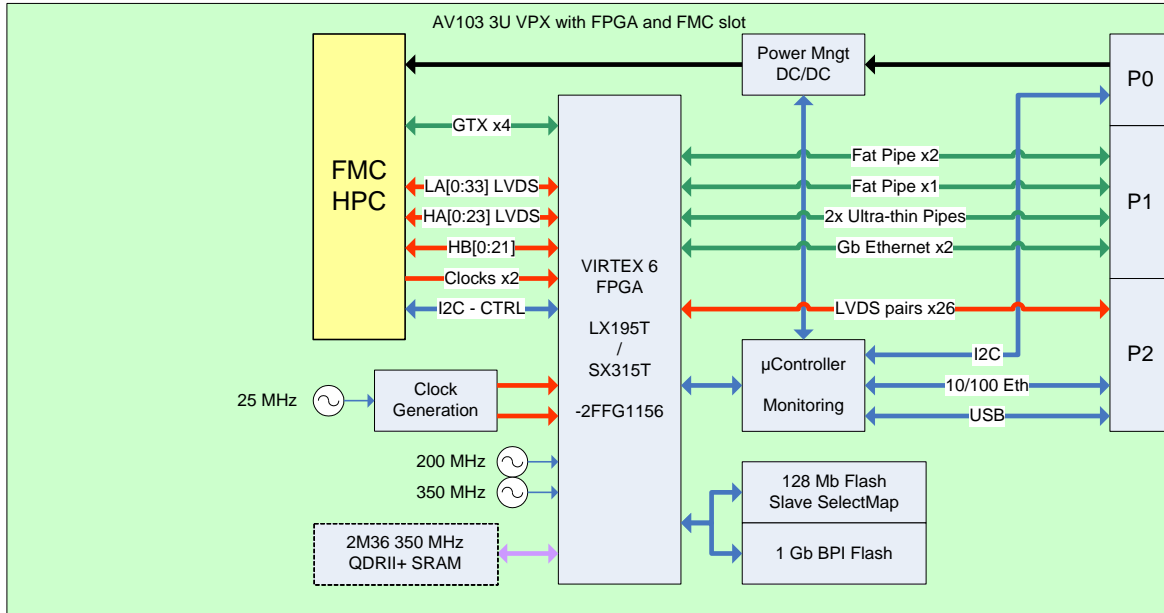 AV103 3U VPX with FPGA and FMC slot
Power Mngt
DC/DC
P0
GTX x4
FMC
HPC
LA[0:33] LVDS
HA[0:23] LVDS
HB[0:21]
Clocks x2
I2C - CTRL
VIRTEX 6
FPGA
LX195T
/
SX315T
-2FFG1156
Fat Pipe x2
Fat Pipe x1
2x Ultra-thin Pipes
Gb Ethernet x2
P1
LVDS pairs x26
P2
I2C
10/100 Eth
USB
µController
Monitoring
25 MHz
Clock
Generation
200 MHz
350 MHz
2M36 350 MHz
QDRII+ SRAM
128 Mb Flash
Slave SelectMap
1 Gb BPI Flash